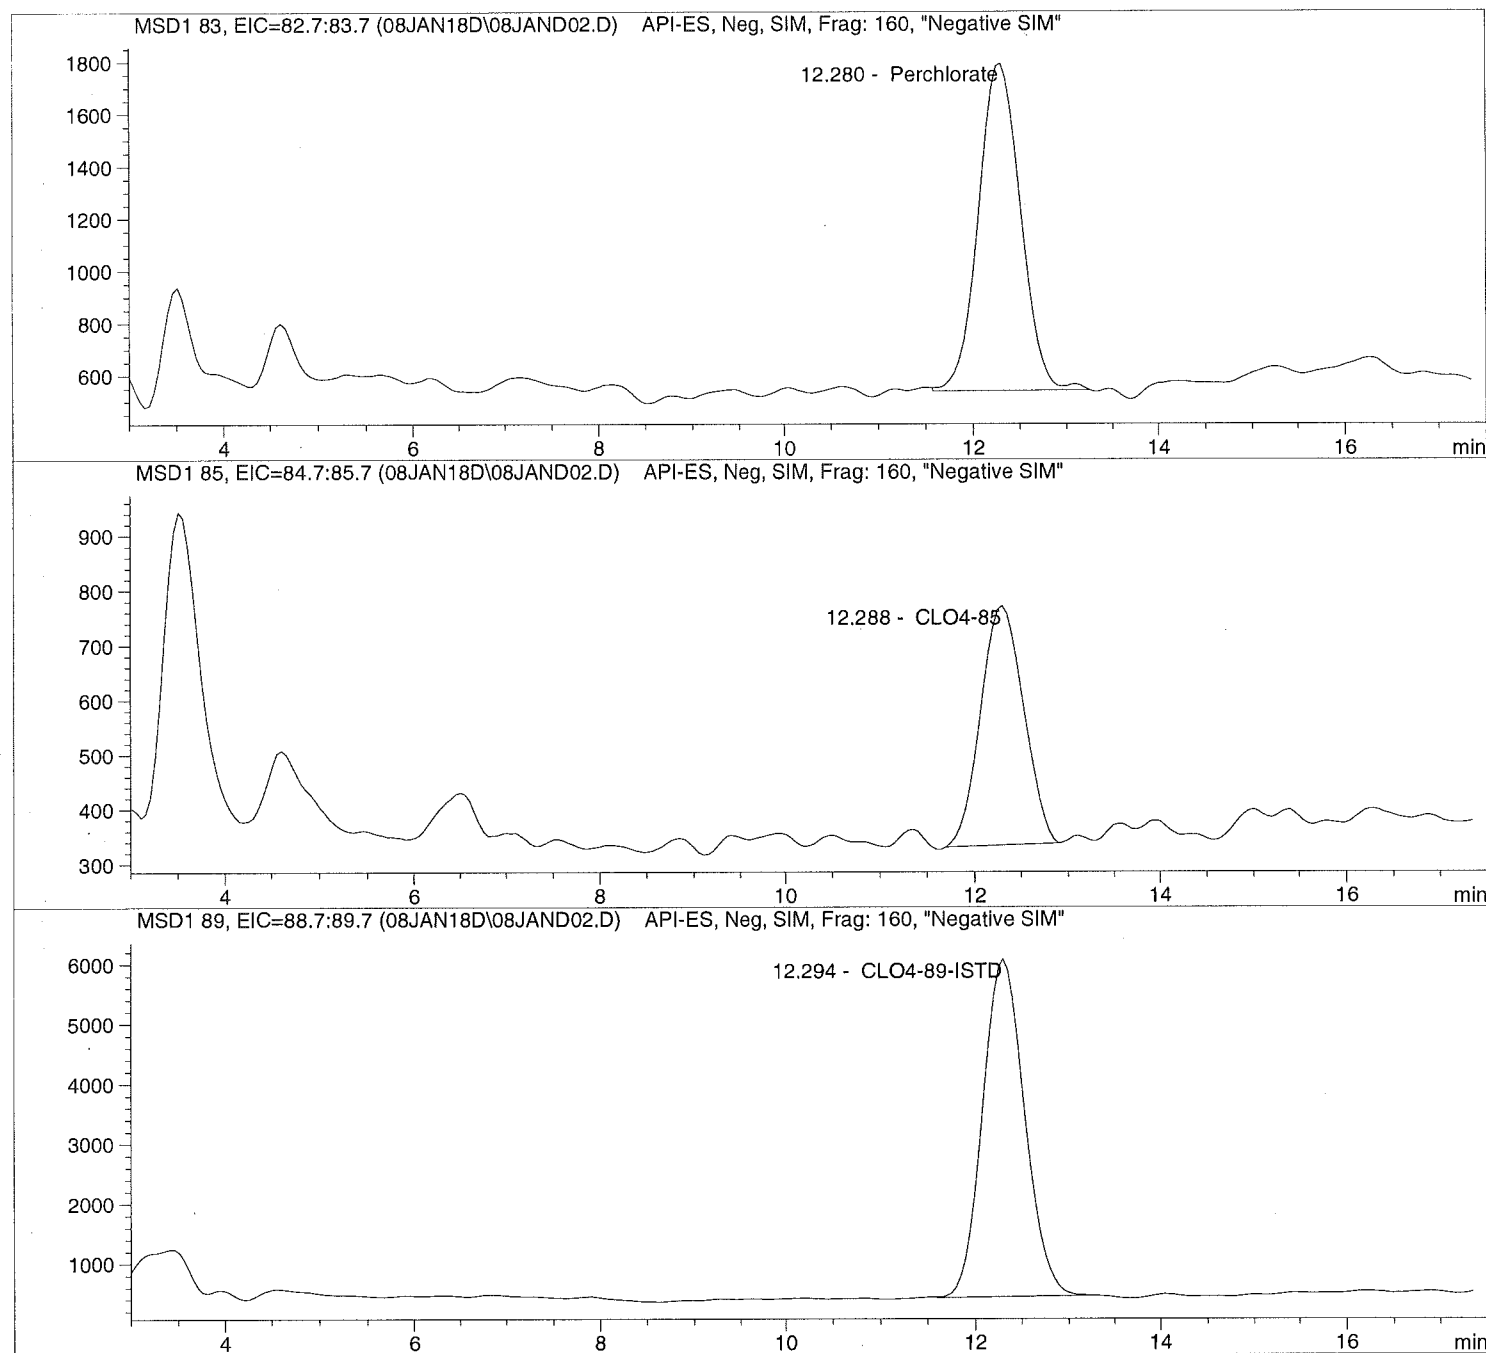 MSD1 83, EIC=82.7:83.7 (08JAN18D\08JAND02.D) API-ES, Neg, SIM, Frag: 160, "Negative SIM"
1800
12.280 - Perchlorate
1600
1400
1200
1000
800
600
4 6 8 10 12 14 16 min
MSD1 85, EIC=84.7:85.7 (08JAN18D\08JAND02.D) API-ES, Neg, SIM, Frag: 160, "Negative SIM"
900
800
12.288 - CLO4-85
700
600
500
400
300
4 6 8 10 12 14 16 min
MSD1 89, EIC=88.7:89.7 (08JAN18D\08JAND02.D) API-ES, Neg, SIM, Frag: 160, "Negative SIM"
6000
12.294 - CLO4-89-ISTD
5000
4000
3000
2000
1000
4 6 8 10 12 14 16 min